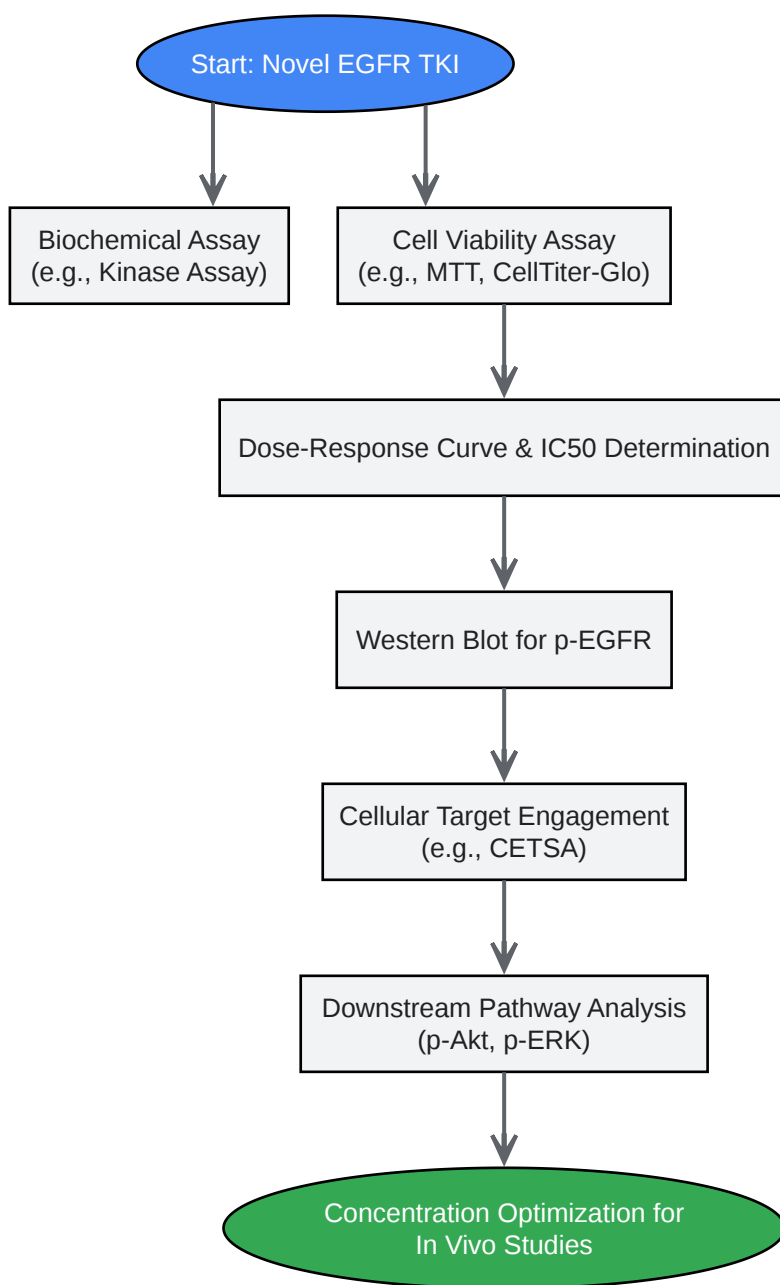 Start: Novel EGFR TKI
Biochemical Assay
(e.g., Kinase Assay)
Cell Viability Assay
(e.g., MTT, CellTiter-Glo)
Dose-Response Curve & IC50 Determination
Western Blot for p-EGFR
Cellular Target Engagement
(e.g., CETSA)
Downstream Pathway Analysis
(p-Akt, p-ERK)
Concentration Optimization for
In Vivo Studies